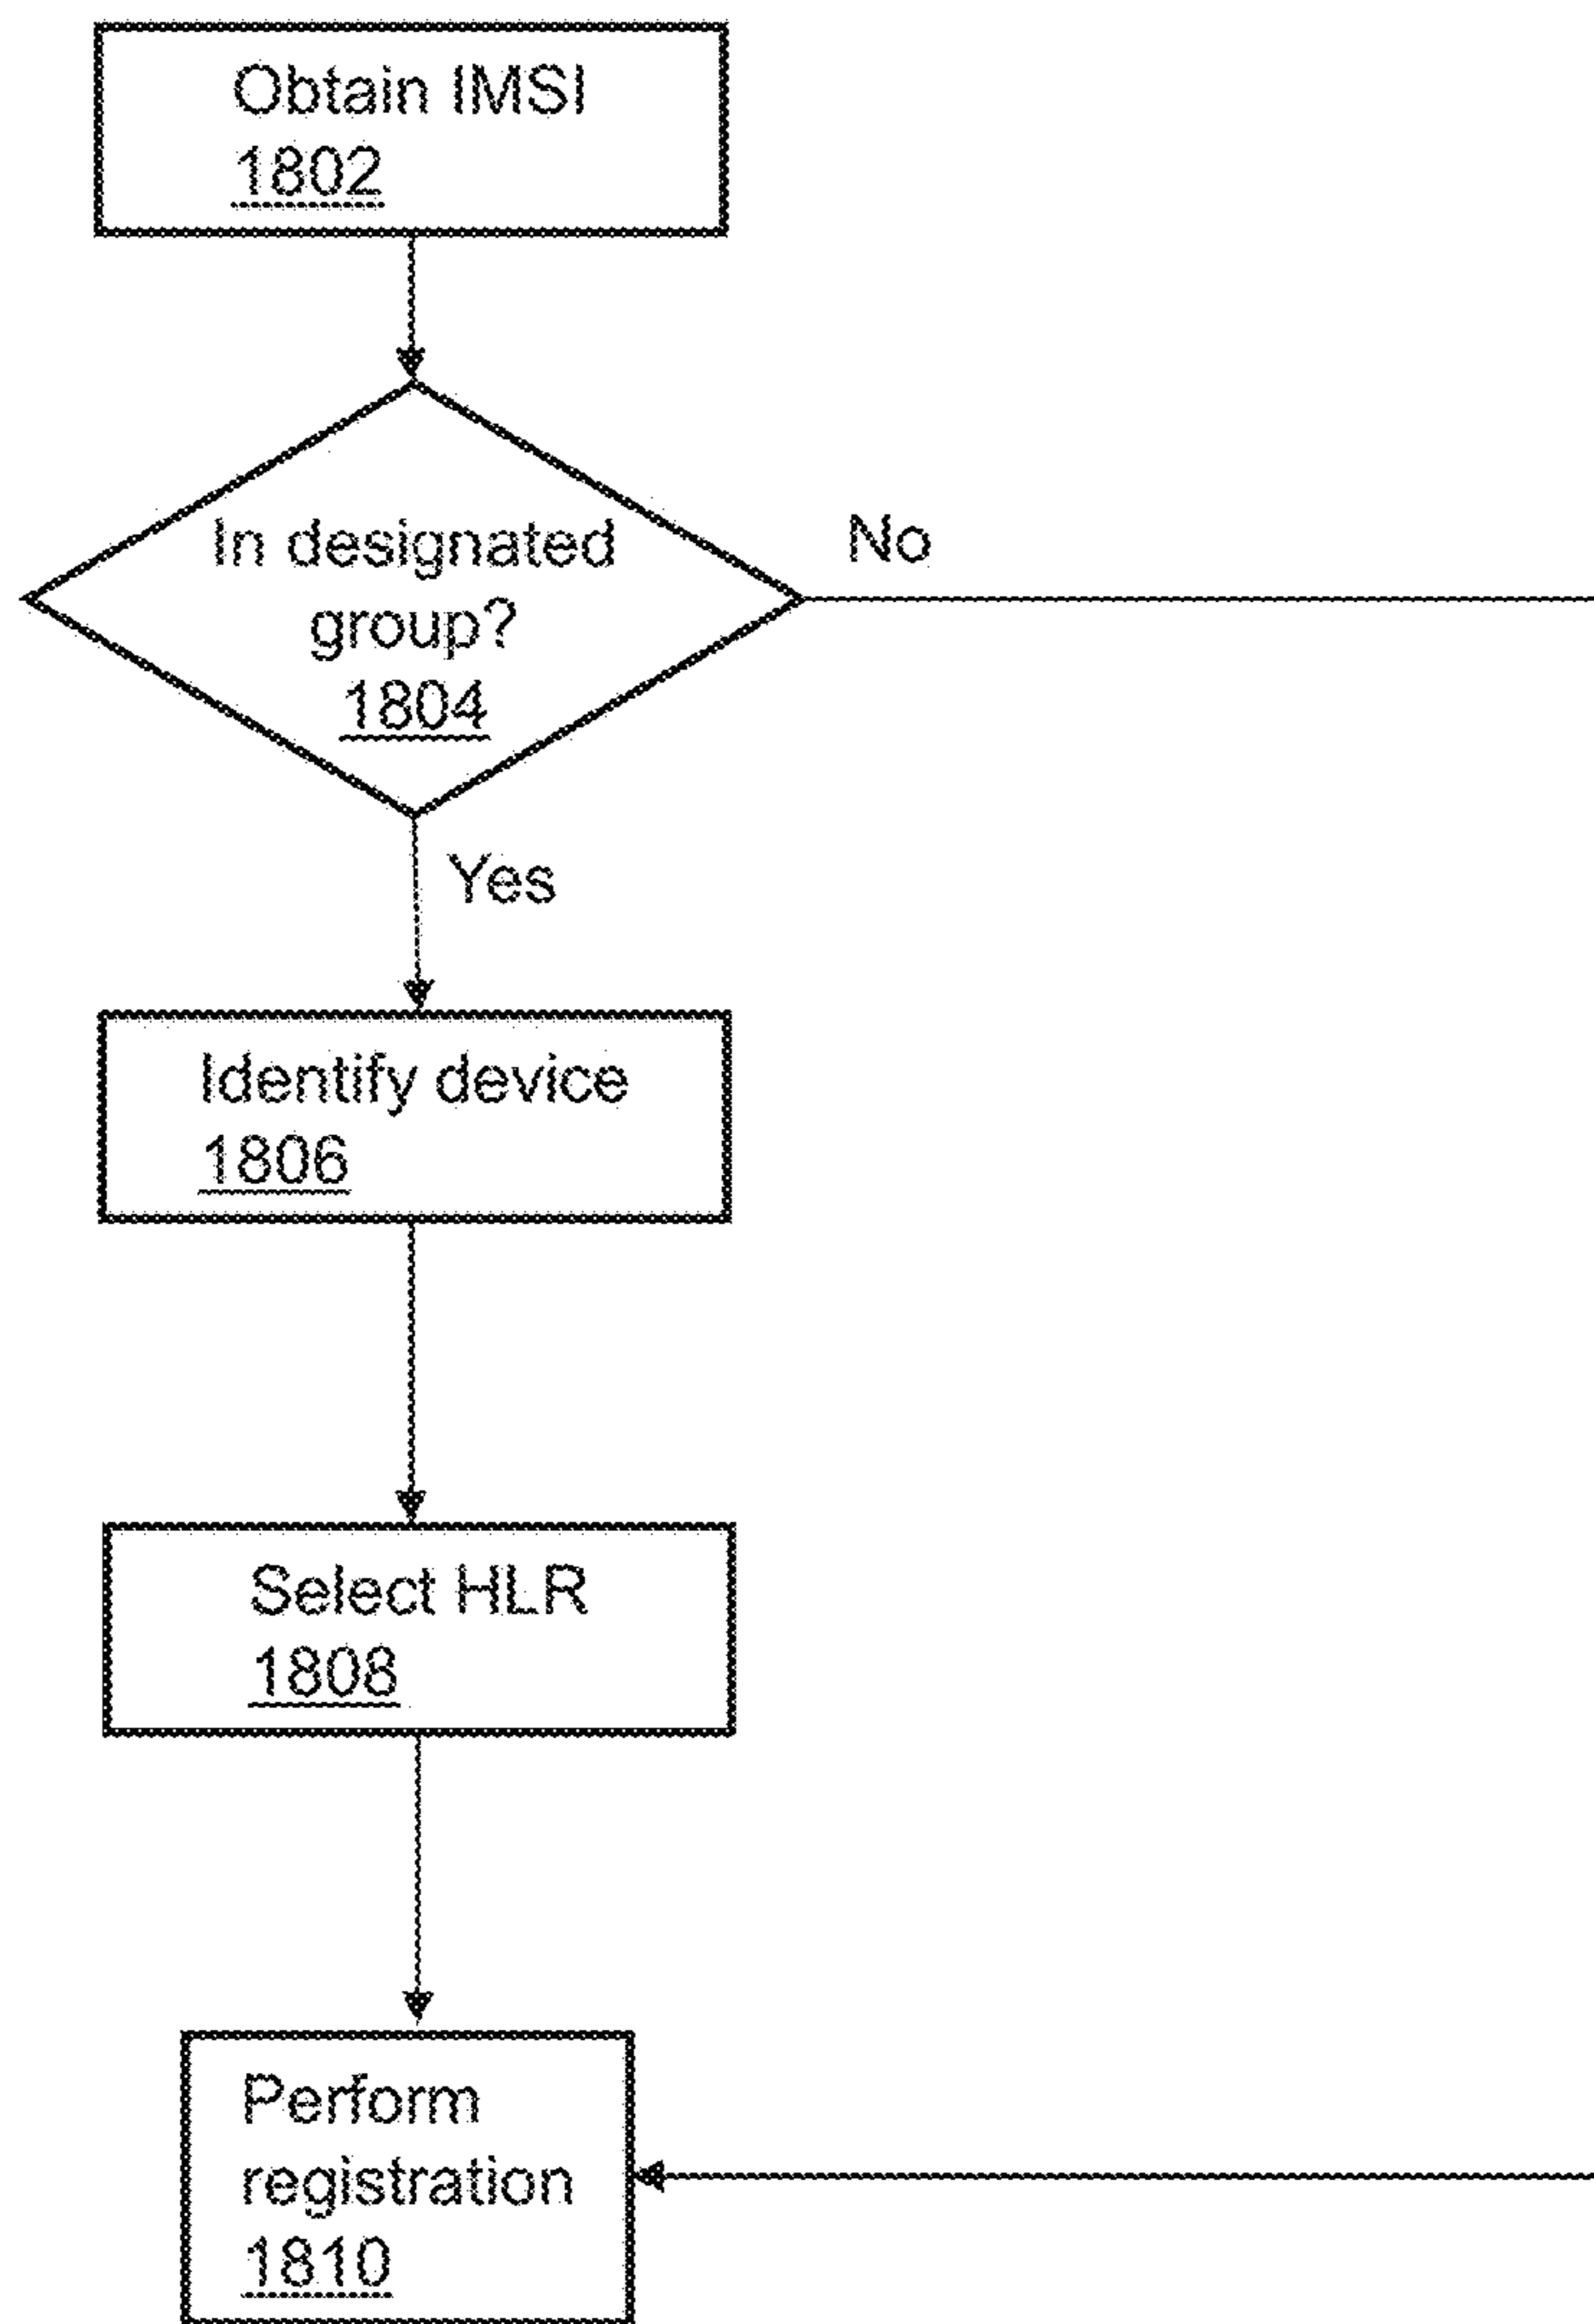 Obtain IMSI
1802
In designated
group?
1804
No
Yes
Identify device
1806
Select HLR
1808
Perform
registration
1810